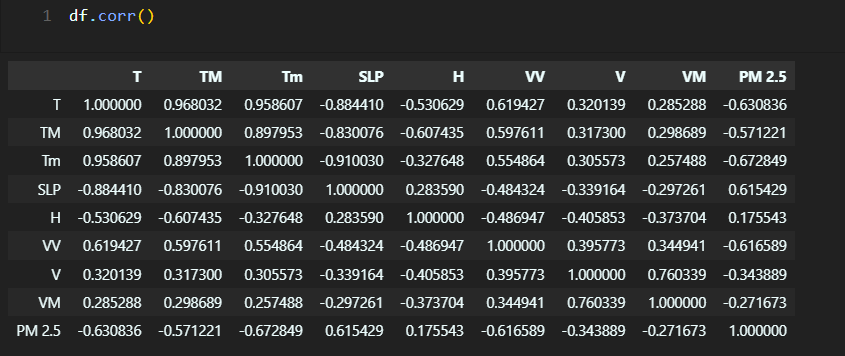 1 df.corr()
T TM Tm SLP H VV V VM PM 2.5
T 1.000000 0.968032 0.958607 -0.884410 -0.530629 0.619427 0.320139 0.285288 -0.630836
TM 0.968032 1.000000 0.897953 -0.830076 -0.607435 0.597611 0.317300 0.298689 -0.571221
Tm 0.958607 0.897953 1.000000 -0.910030 -0.327648 0.554864 0.305573 0.257488 -0.672849
SLP -0.884410 -0.830076 -0.910030 1.000000 0.283590 -0.484324 -0.339164 -0.297261 0.615429
H -0.530629 -0.607435 -0.327648 0.283590 1.000000 -0.486947 -0.405853 -0.373704 0.175543
VV 0.619427 0.597611 0.554864 -0.484324 -0.486947 1.000000 0.395773 0.344941 -0.616589
V 0.320139 0.317300 0.305573 -0.339164 -0.405853 0.395773 1.000000 0.760339 -0.343889
VM 0.285288 0.298689 0.257488 -0.297261 -0.373704 0.344941 0.760339 1.000000 -0.271673
PM 2.5 -0.630836 -0.571221 -0.672849 0.615429 0.175543 -0.616589 -0.343889 -0.271673 1.000000